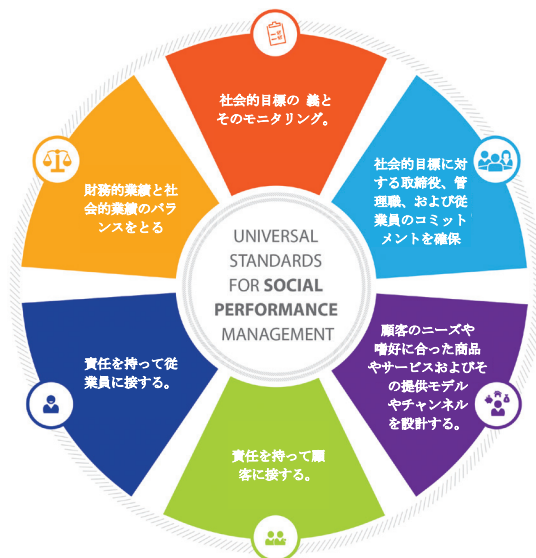 社会的目標の 義と
そのモニタリング。
社会的目標に対
する取締役、管
理職、および従
業員のコミット
メントを確保
顧客のニーズや
嗜好に合った商品
やサービスおよびそ
の提供モデル
やチャンネル
を設計する。
責任を持って顧
客に接する。
責任を持って従
業員に接する。
財務的業績と社
会的業績のバラ
ンスをとる
UNIVERSAL
STANDARDS
FOR SOCIAL
PERFORMANCE
MANAGEMENT